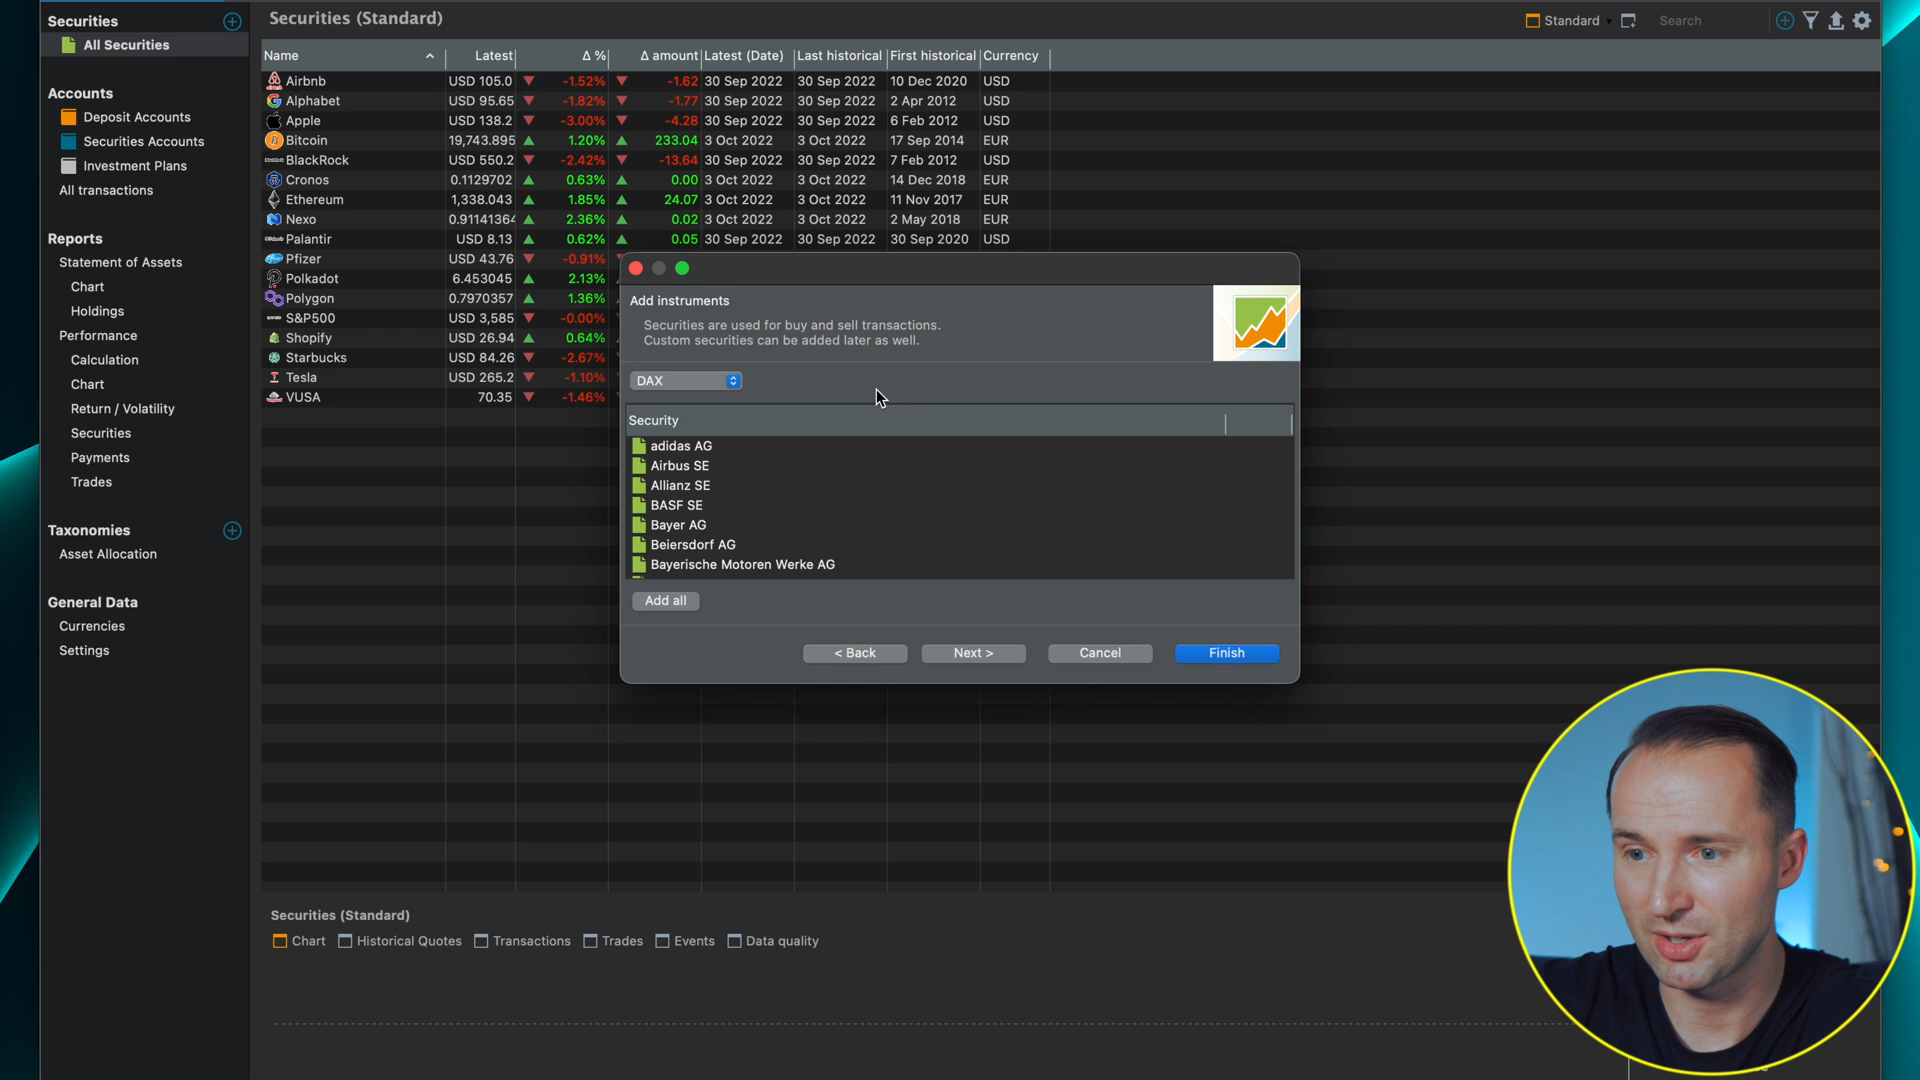 Securities
All Securities
Accounts
Deposit Accounts
Securities Accounts
Investment Plans
All transactions
Reports
Statement of Assets
Chart
Holdings
Performance
Calculation
Chart
Return / Volatility
Securities
Payments
Trades
Taxonomies
Asset Allocation
General Data
Currencies
Settings
Securities (Standard)
Standard
Search
Name Latest Δ % Δ amount Latest (Date) Last historical First historical Currency
Airbnb USD 105.0 -1.52% -1.62 30 Sep 2022 30 Sep 2022 10 Dec 2020 USD
Alphabet USD 95.65 -1.82% -1.77 30 Sep 2022 30 Sep 2022 2 Apr 2012 USD
Apple USD 138.2 -3.00% -4.28 30 Sep 2022 30 Sep 2022 6 Feb 2012 USD
Bitcoin 19,743.895 1.20% 233.04 3 Oct 2022 3 Oct 2022 17 Sep 2014 EUR
BlackRock USD 550.2 -2.42% -13.64 30 Sep 2022 30 Sep 2022 7 Feb 2012 USD
Cronos 0.1129702 0.63% 0.00 3 Oct 2022 3 Oct 2022 14 Dec 2018 EUR
Ethereum 1,338.043 1.85% 24.07 3 Oct 2022 3 Oct 2022 11 Nov 2017 EUR
Nexo 0.91141364 2.36% 0.02 3 Oct 2022 3 Oct 2022 2 May 2018 EUR
Palantir USD 8.13 0.62% 0.05 30 Sep 2022 30 Sep 2022 30 Sep 2020 USD
Pfizer USD 43.76 -0.91%
Polkadot 6.453045 2.13%
Polygon 0.7970357 1.36%
S&P500 USD 3,585 -0.00%
Shopify USD 26.94 0.64%
Starbucks USD 84.26 -2.67%
Tesla USD 265.2 -1.10%
VUSA 70.35 -1.46%
Add instruments
Securities are used for buy and sell transactions.
Custom securities can be added later as well.
DAX
Security
adidas AG
Airbus SE
Allianz SE
BASF SE
Bayer AG
Beiersdorf AG
Bayerische Motoren Werke AG
Add all
< Back Next > Cancel Finish
Securities (Standard)
Chart Historical Quotes Transactions Trades Events Data quality